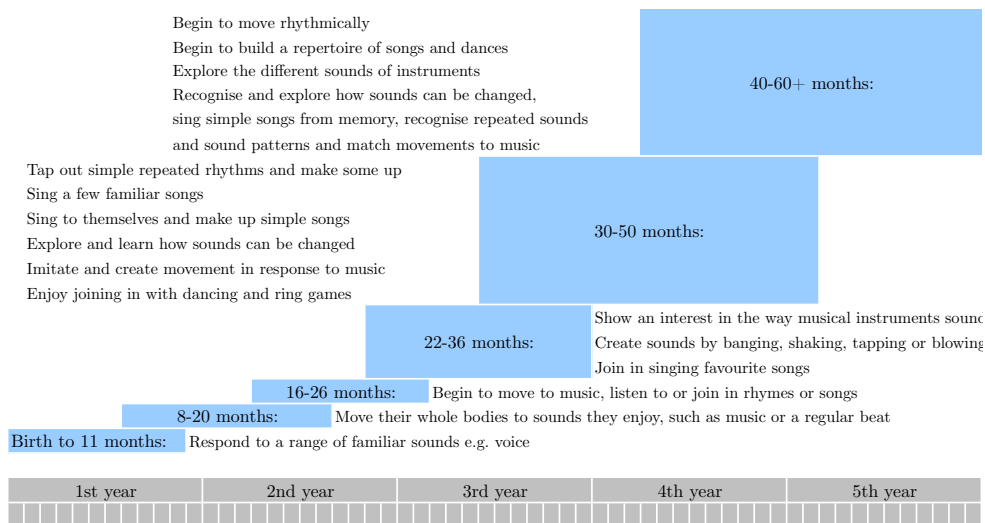 Begin to move rhythmically
Begin to build a repertoire of songs and dances
Explore the different sounds of instruments
Recognise and explore how sounds can be changed,
sing simple songs from memory, recognise repeated sounds
and sound patterns and match movements to music
40-60+ months:
Tap out simple repeated rhythms and make some up
Sing a few familiar songs
Sing to themselves and make up simple songs
Explore and learn how sounds can be changed
Imitate and create movement in response to music
Enjoy joining in with dancing and ring games
30-50 months:
22-36 months:
Show an interest in the way musical instruments sound
Create sounds by banging, shaking, tapping or blowing
Join in singing favourite songs
16-26 months:
Begin to move to music, listen to or join in rhymes or songs
8-20 months:
Move their whole bodies to sounds they enjoy, such as music or a regular beat
Birth to 11 months:
Respond to a range of familiar sounds e.g. voice
1st year
2nd year
3rd year
4th year
5th year